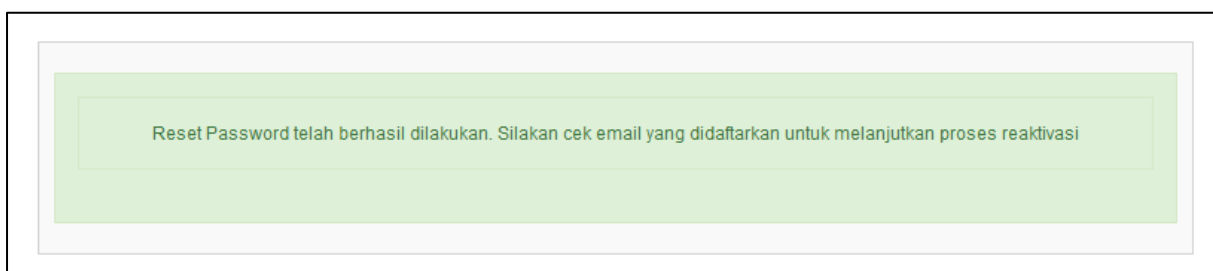 Reset Password telah berhasil dilakukan. Silakan cek email yang didaftarkan untuk melanjutkan proses reaktivasi